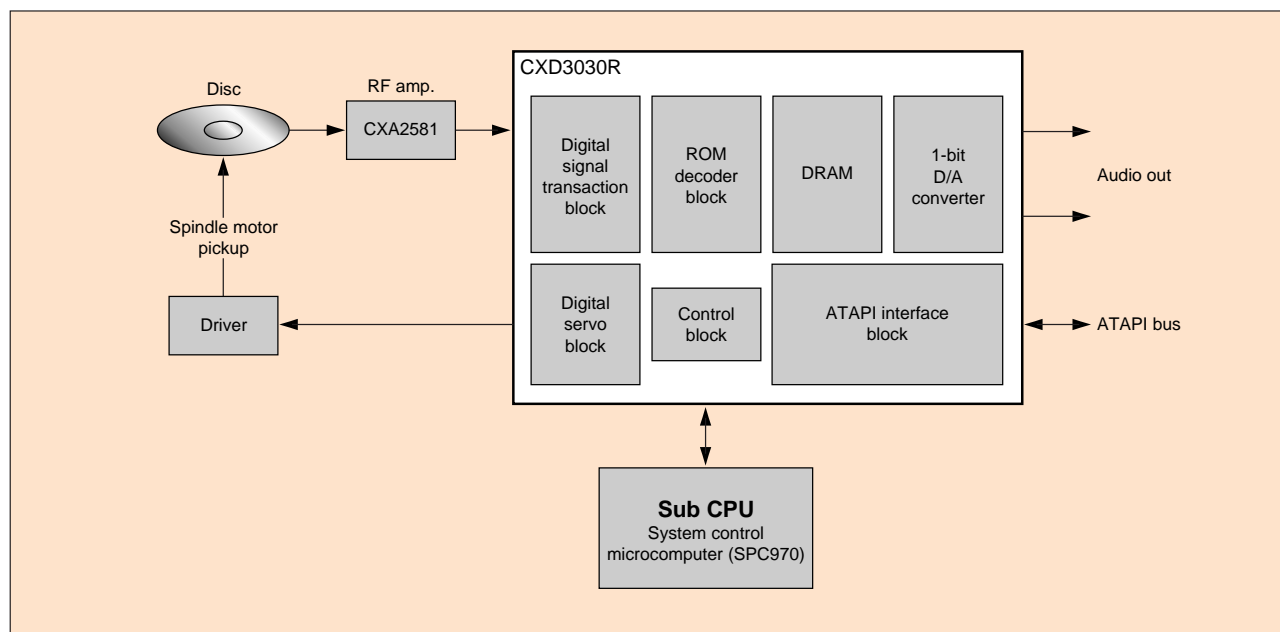 CXD3030R
Disc
RF amp.
CXA2581
Digital
signal
transaction
block
ROM
decoder
block
DRAM
1-bit
D/A
converter
Audio out
Spindle motor
pickup
Driver
Digital
servo
block
Control
block
ATAPI interface
block
ATAPI bus
Sub CPU
System control
microcomputer (SPC970)